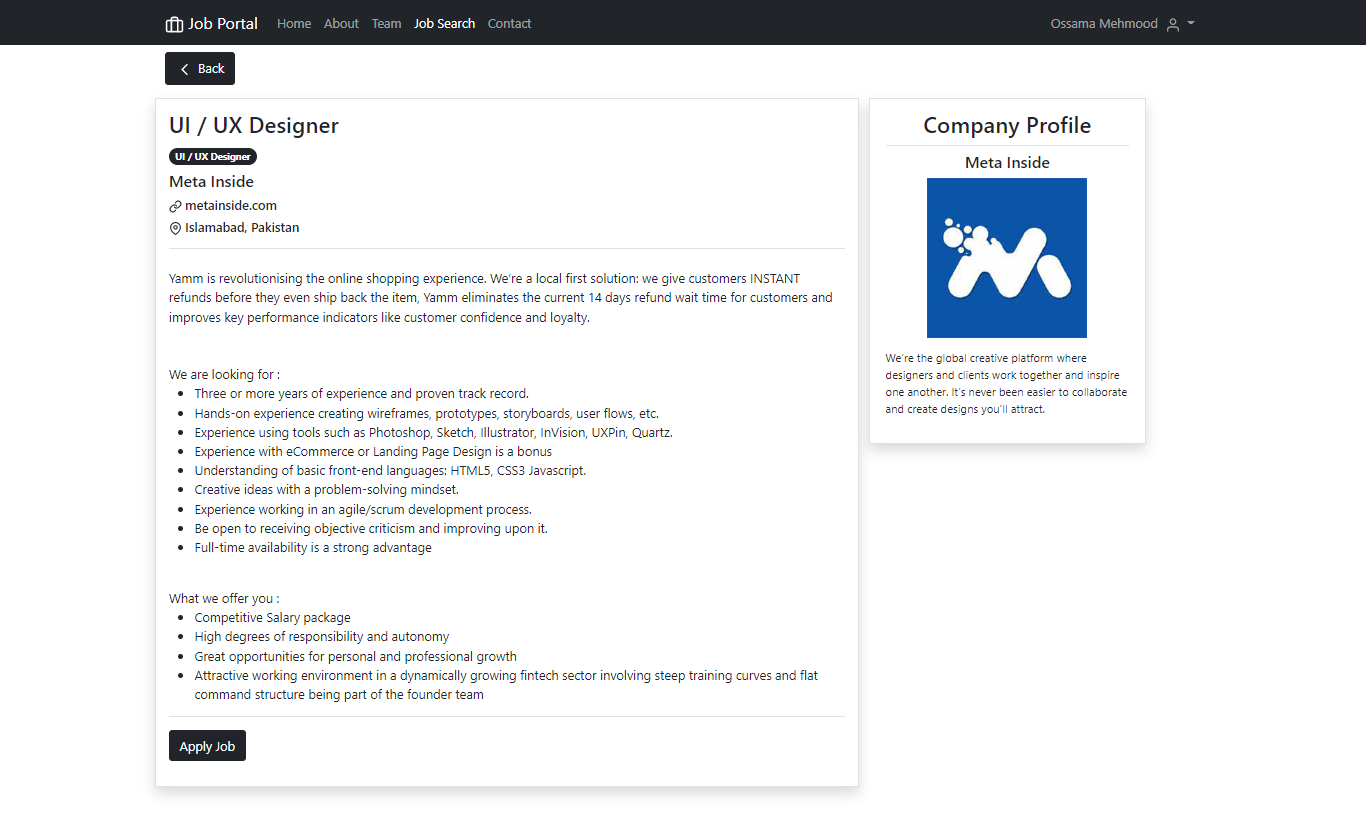 Job Portal Home About Team Job Search Contact Ossama Mehmood
Back
UI / UX Designer
UI / UX Designer
Meta Inside
metainside.com
Islamabad, Pakistan
Yamm is revolutionising the online shopping experience. We're a local first solution: we give customers INSTANT
refunds before they even ship back the item, Yamm eliminates the current 14 days refund wait time for customers and
improves key performance indicators like customer confidence and loyalty.
We are looking for :
Three or more years of experience and proven track record.
Hands-on experience creating wireframes, prototypes, storyboards, user flows, etc.
Experience using tools such as Photoshop, Sketch, Illustrator, InVision, UXPin, Quartz.
Experience with eCommerce or Landing Page Design is a bonus
Understanding of basic front-end languages: HTML5, CSS3 Javascript.
Creative ideas with a problem-solving mindset.
Experience working in an agile/scrum development process.
Be open to receiving objective criticism and improving upon it.
Full-time availability is a strong advantage
What we offer you :
Competitive Salary package
High degrees of responsibility and autonomy
Great opportunities for personal and professional growth
Attractive working environment in a dynamically growing fintech sector involving steep training curves and flat
command structure being part of the founder team
Apply Job
Company Profile
Meta Inside
We're the global creative platform where
designers and clients work together and inspire
one another. It's never been easier to collaborate
and create designs you'll attract.